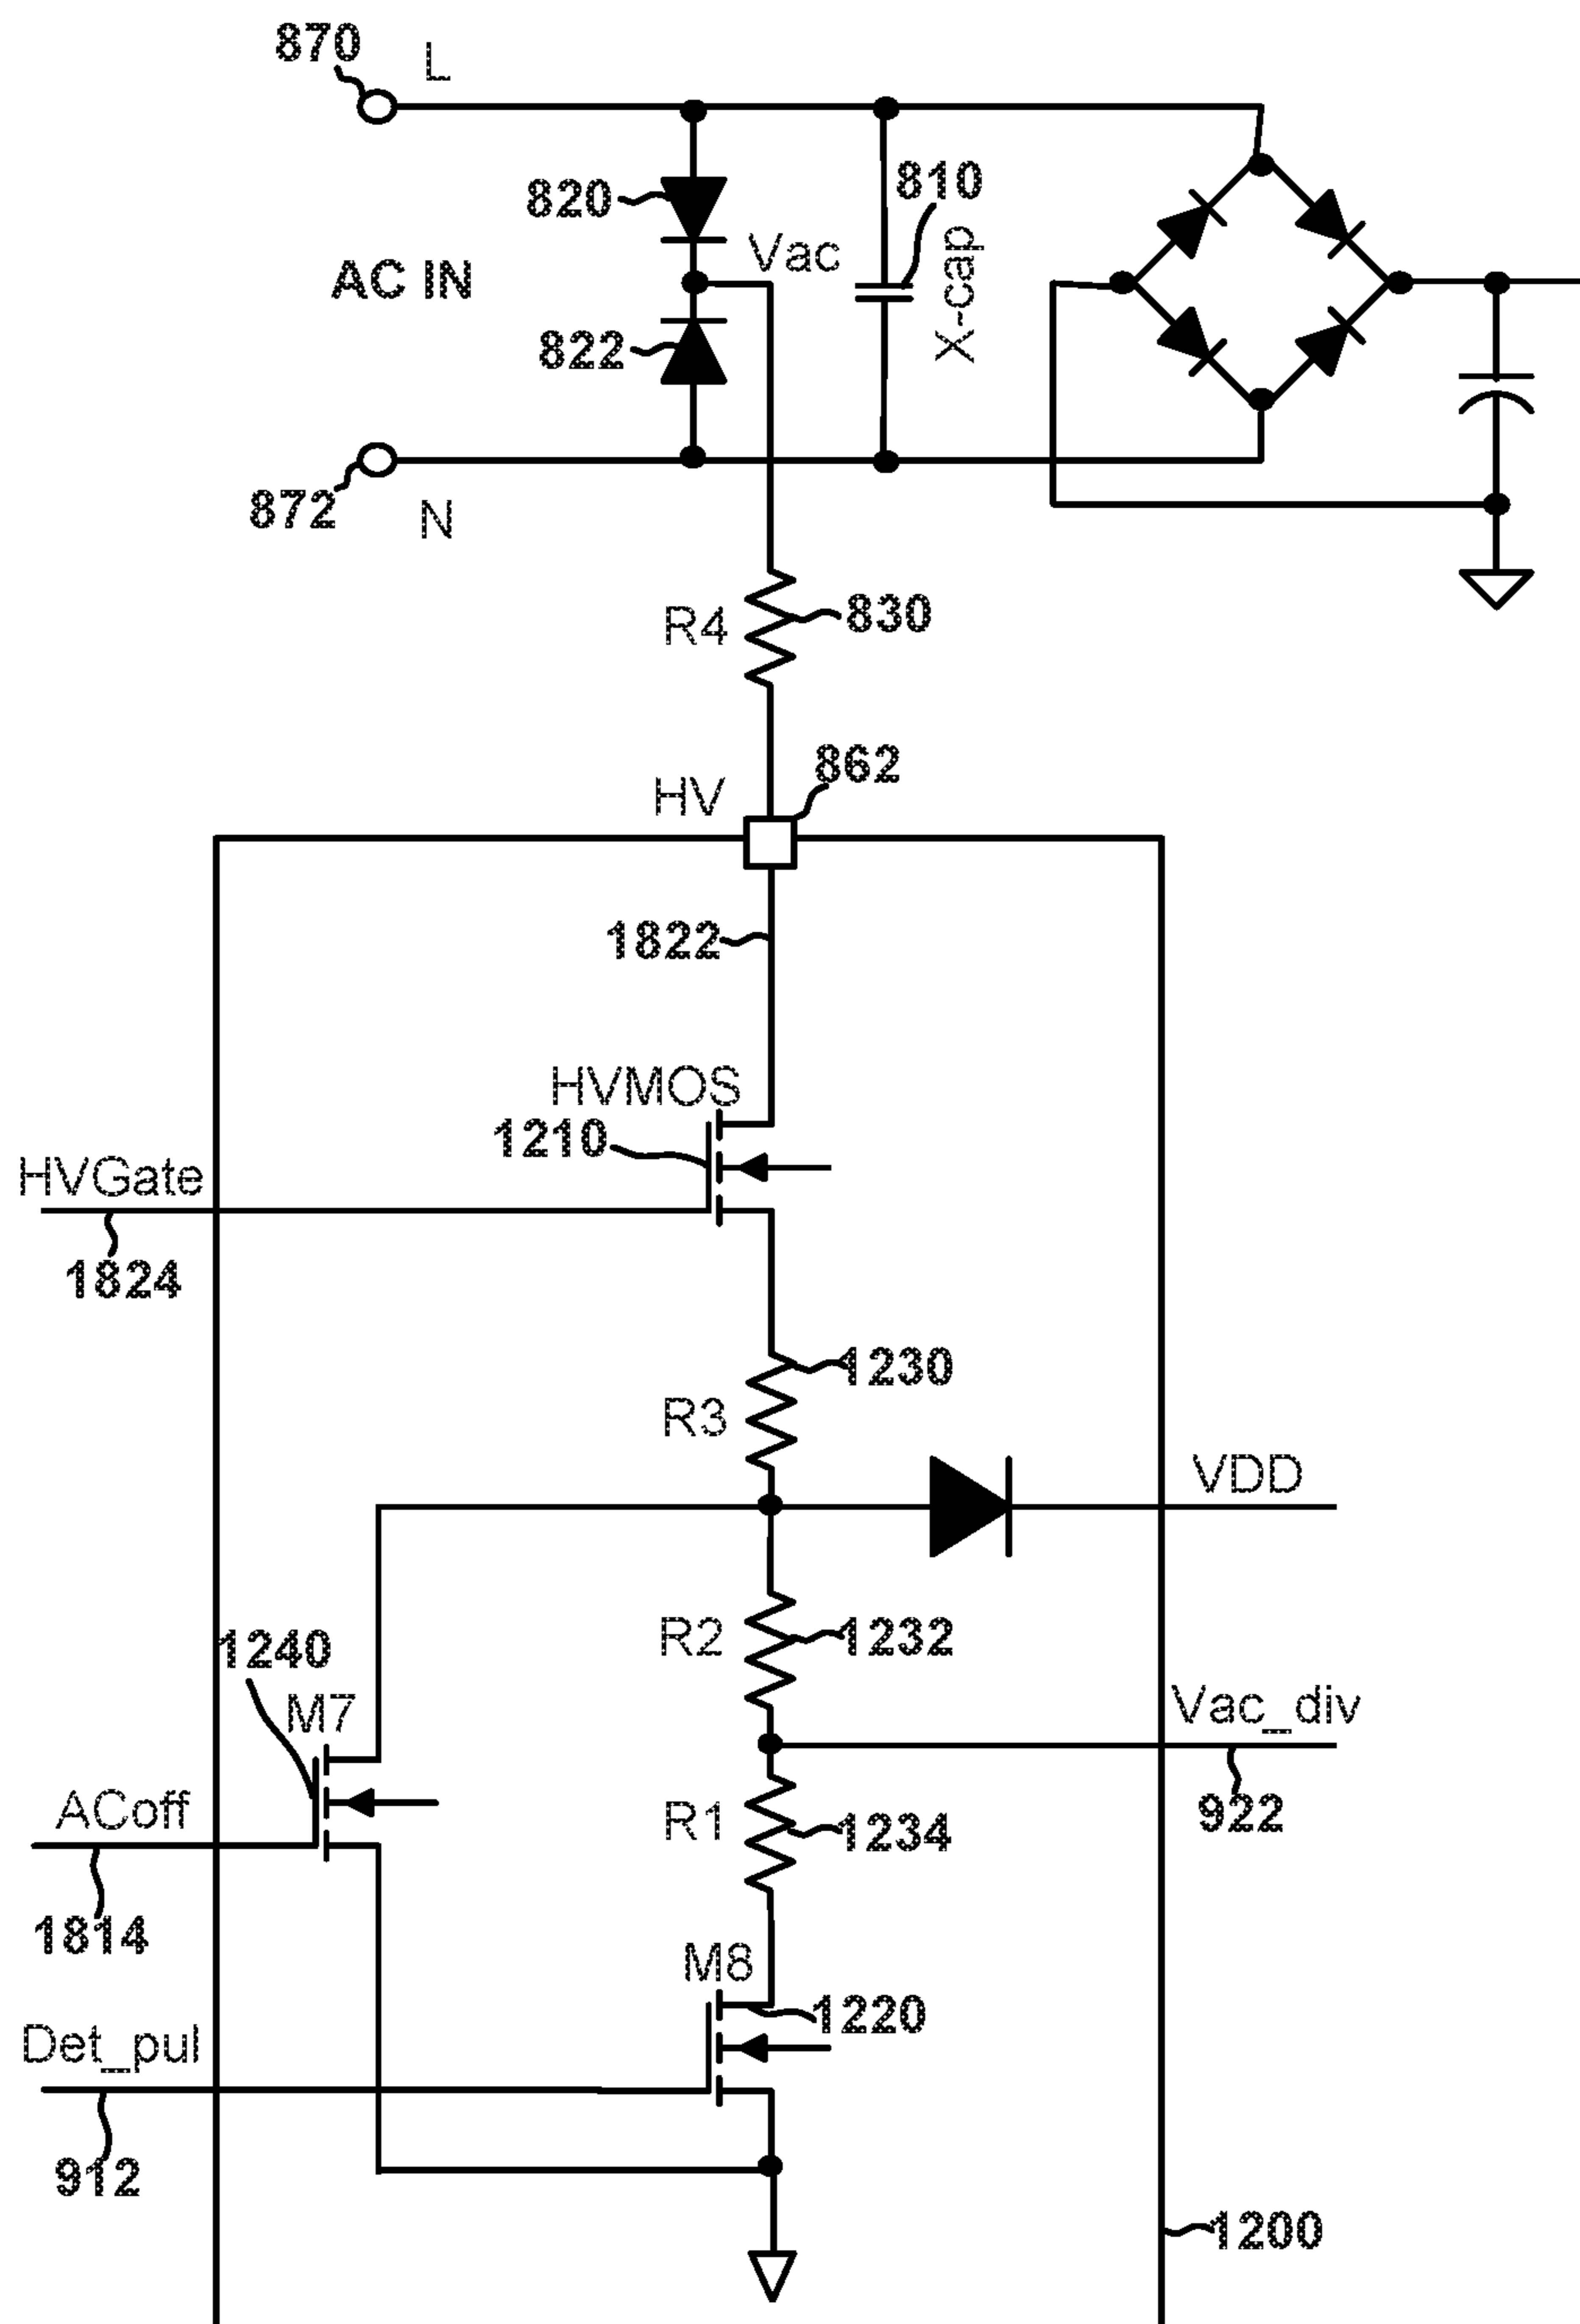 870
L
820
810
AC IN
Vac
X-cap
822
872
N
R4
830
HV
862
1822
HVMOS
1210
HVGate
1824
1230
R3
VDD
R2
1232
1240
M7
Vac_div
922
ACoff
R1
1234
1814
M8
1220
Det_pul
912
1200